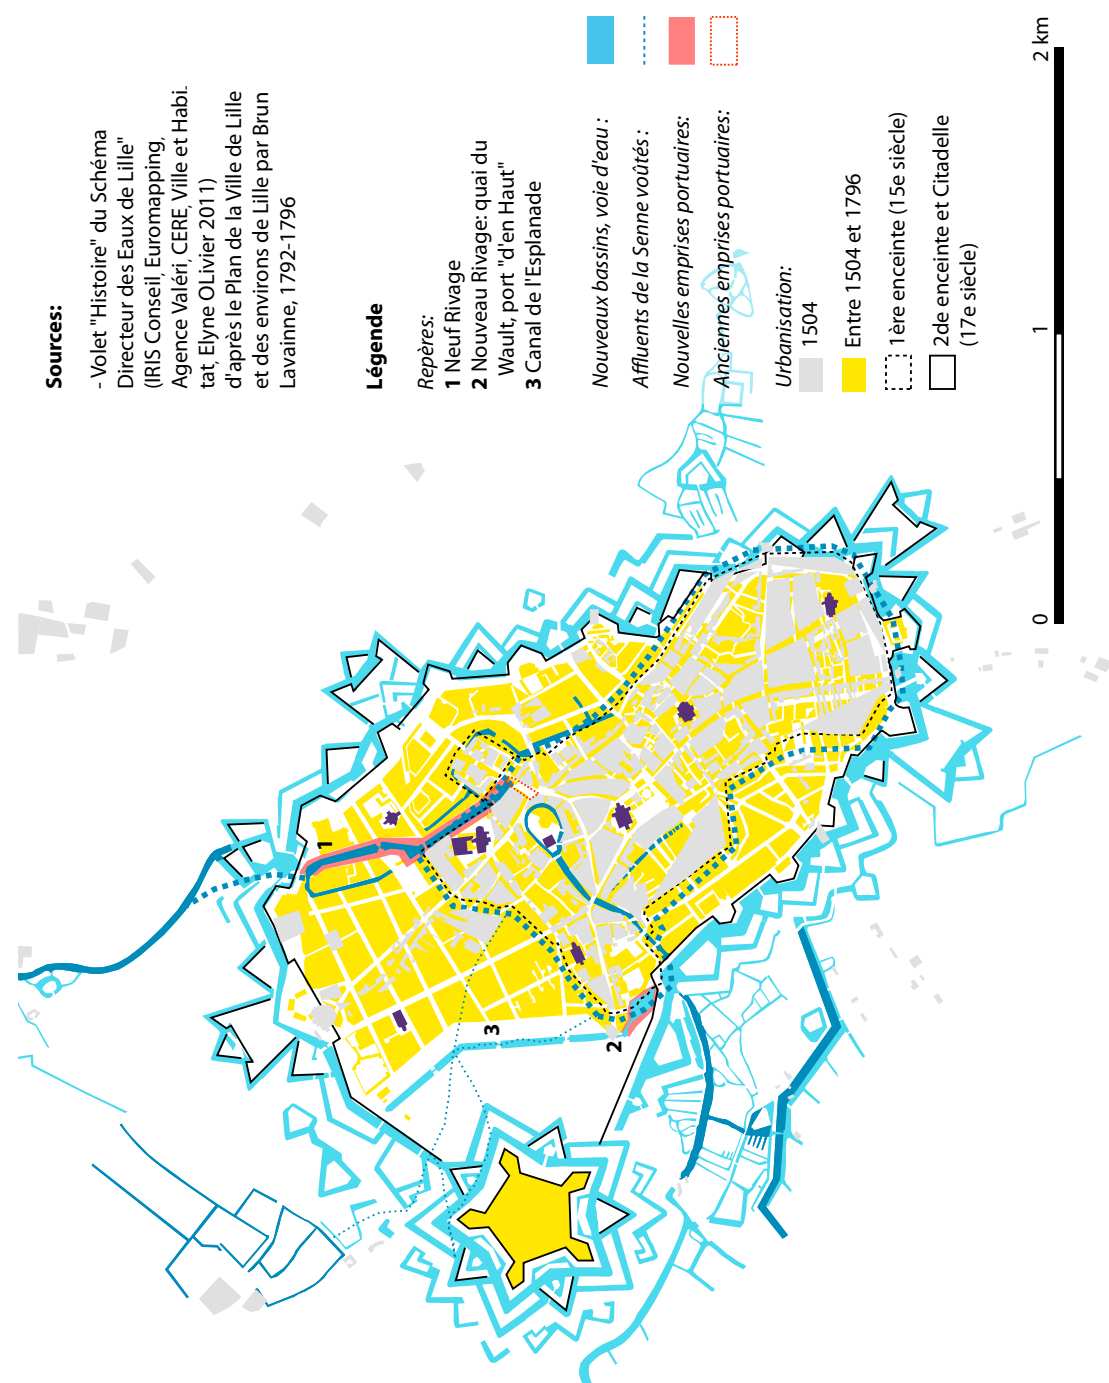 Sources:
- Volet "Histoire" du Schéma
Directeur des Eaux de Lille"
(IRIS Conseil, Euromapping,
Agence Valéri, CERE, Ville et Habi-
tat, Elyne OLivier 2011)
d'après le Plan de la Ville de Lille
et des environs de Lille par Brun
Lavainne, 1792-1796
Légende
Repères:
1 Neuf Rivage
2 Nouveau Rivage: quai du
Wault, port "d'en Haut"
3 Canal de l'Esplanade
Nouveaux bassins, voie d'eau :
Affluents de la Senne voûtés :
Nouvelles emprises portuaires:
Anciennes emprises portuaires:
Urbanisation:
1504
Entre 1504 et 1796
1ère enceinte (15e siècle)
2de enceinte et Citadelle
(17e siècle)
0 1 2 km
1
3
2